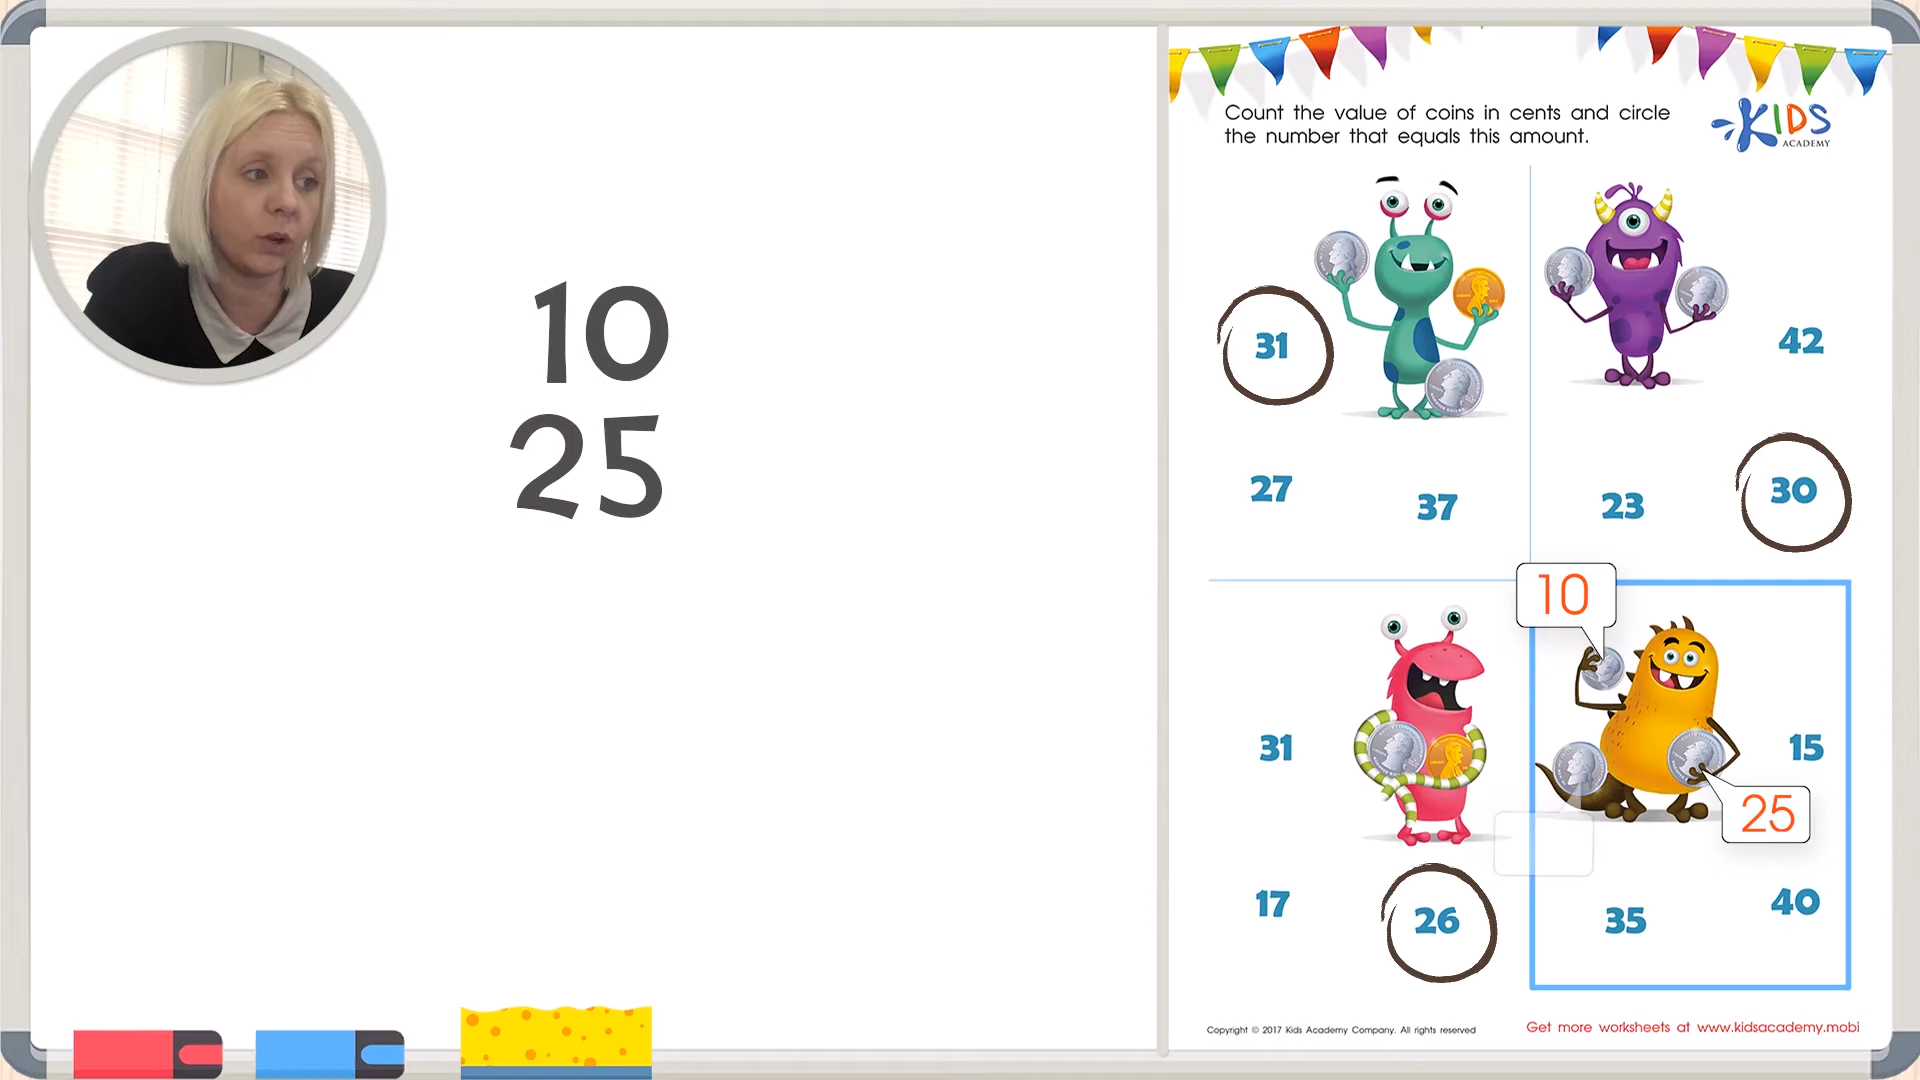 10
25
Count the value of coins in cents and circle
the number that equals this amount.
KIDS
ACADEMY
31
27
37
42
23
30
31
17
26
10
25
15
35
40
Copyright © 2017 Kids Academy Company. All rights reserved
Get more worksheets at www.kidsacademy.mobi